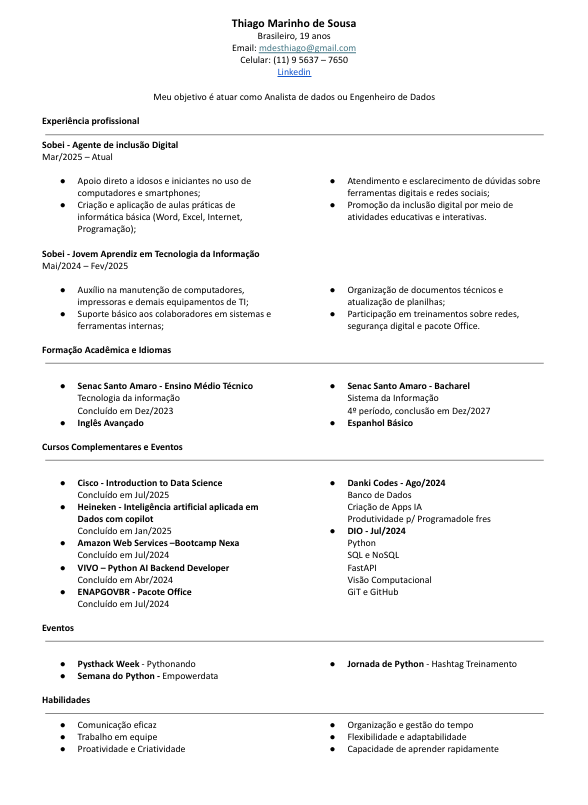 Thiago Marinho de Sousa
Brasileiro, 19 anos
Email: mdesthiago@gmail.com
Celular: (11) 9 5637 – 7650
Linkedin
Meu objetivo é atuar como Analista de dados ou Engenheiro de Dados
Experiência profissional
Sobei - Agente de inclusão Digital
Mar/2025 – Atual
● Apoio direto a idosos e iniciantes no uso de
computadores e smartphones;
● Criação e aplicação de aulas práticas de
informática básica (Word, Excel, Internet,
Programação);
● Atendimento e esclarecimento de dúvidas sobre
ferramentas digitais e redes sociais;
● Promoção da inclusão digital por meio de
atividades educativas e interativas.
Sobei - Jovem Aprendiz em Tecnologia da Informação
Mai/2024 – Fev/2025
● Auxílio na manutenção de computadores,
impressoras e demais equipamentos de TI;
● Suporte básico aos colaboradores em sistemas e
ferramentas internas;
● Organização de documentos técnicos e
atualização de planilhas;
● Participação em treinamentos sobre redes,
segurança digital e pacote Office.
Formação Acadêmica e Idiomas
● Senac Santo Amaro - Ensino Médio Técnico
Tecnologia da informação
Concluído em Dez/2023
● Inglês Avançado
● Senac Santo Amaro - Bacharel
Sistema da Informação
4º período, conclusão em Dez/2027
● Espanhol Básico
Cursos Complementares e Eventos
● Cisco - Introduction to Data Science
Concluído em Jul/2025
● Heineken - Inteligência artificial aplicada em
Dados com copilot
Concluído em Jan/2025
● Amazon Web Services –Bootcamp Nexa
Concluído em Jul/2024
● VIVO – Python AI Backend Developer
Concluído em Abr/2024
● ENAPGOVBR - Pacote Office
Concluído em Jul/2024
● Danki Codes - Ago/2024
Banco de Dados
Criação de Apps IA
Produtividade p/ Programadole fres
● DIO - Jul/2024
Python
SQL e NoSQL
FastAPI
Visão Computacional
GiT e GitHub
Eventos
● Pysthack Week - Pythonando
● Semana do Python - Empowerdata
● Jornada de Python - Hashtag Treinamento
Habilidades
● Comunicação eficaz
● Trabalho em equipe
● Proatividade e Criatividade
● Organização e gestão do tempo
● Flexibilidade e adaptabilidade
● Capacidade de aprender rapidamente